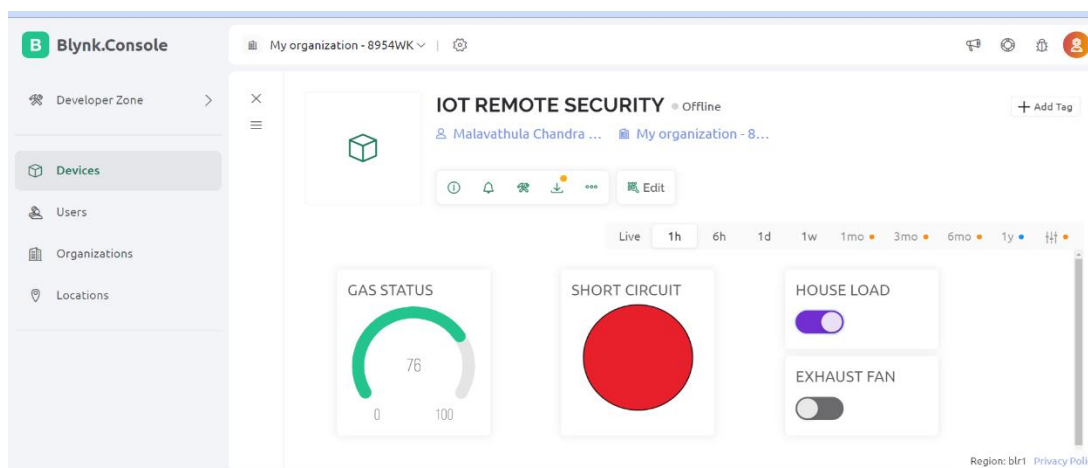 B Blynk.Console
My organization - 8954WK
Developer Zone
Devices
Users
Organizations
Locations
IOT REMOTE SECURITY Offline
+ Add Tag
Malavathula Chandra ... My organization - 8...
Edit
Live 1h 6h 1d 1w 1mo 3mo 6mo 1y
GAS STATUS
76
0 100
SHORT CIRCUIT
HOUSE LOAD
EXHAUST FAN
Region: blr1 Privacy Poli